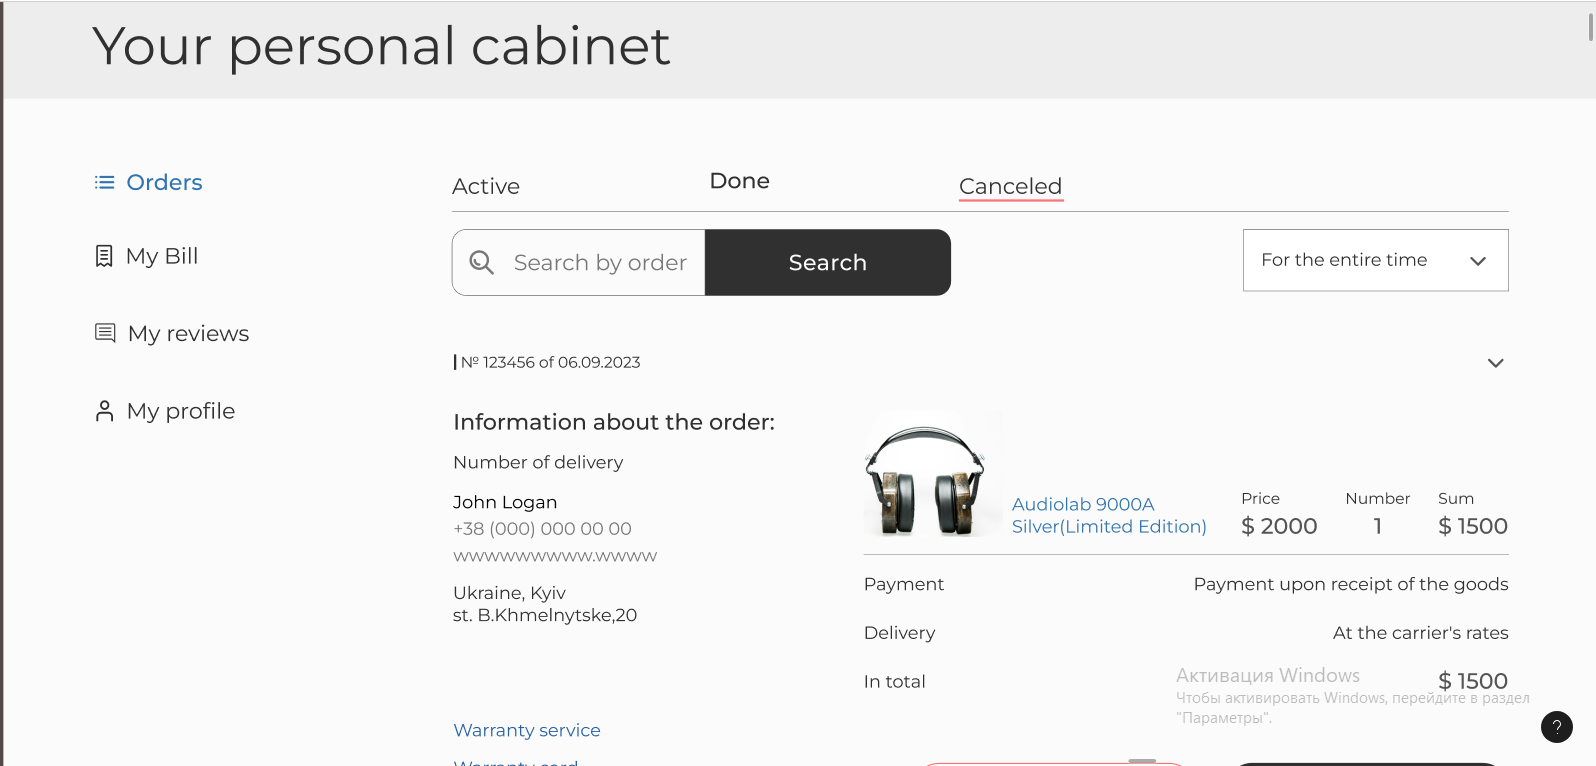 Your personal cabinet
Orders
My Bill
My reviews
My profile
Active
Done
Canceled
Search by order
Search
For the entire time
№ 123456 of 06.09.2023
Information about the order:
Number of delivery
John Logan
+38 (000) 000 00 00
wwwwwwwwww.wwww
Ukraine, Kyiv
st. B.Khmelnytske,20
Warranty service
Warranty card
Audiolab 9000A
Silver(Limited Edition)
Price
$ 2000
Number
1
Sum
$ 1500
Payment
Payment upon receipt of the goods
Delivery
At the carrier's rates
In total
$ 1500
Активация Windows
Чтобы активировать Windows, перейдите в раздел
"Параметры".
?